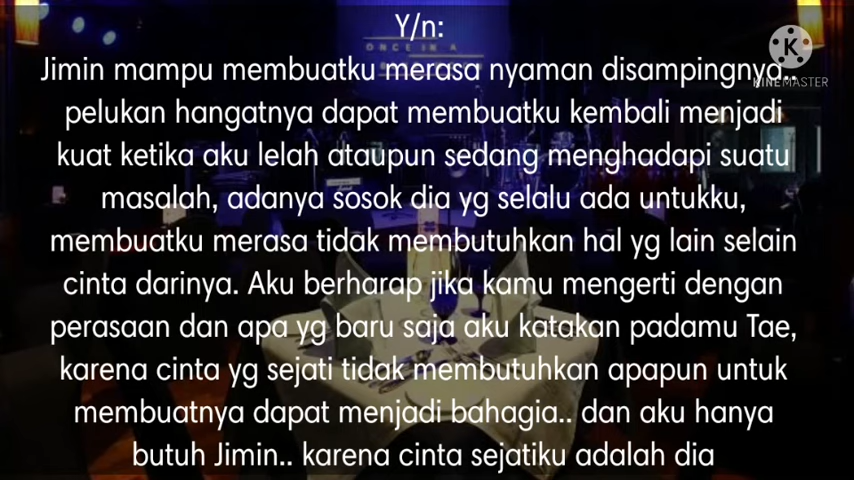 Y/n:
ONCE IN A
Jimin mampu membuatku merasa nyaman disampingnya..
KINEMASTER
pelukan hangatnya dapat membuatku kembali menjadi
kuat ketika aku lelah ataupun sedang menghadapi suatu
masalah, adanya sosok dia yg selalu ada untukku,
membuatku merasa tidak membutuhkan hal yg lain selain
cinta darinya. Aku berharap jika kamu mengerti dengan
perasaan dan apa yg baru saja aku katakan padamu Tae,
karena cinta yg sejati tidak membutuhkan apapun untuk
membuatnya dapat menjadi bahagia.. dan aku hanya
butuh Jimin.. karena cinta sejatiku adalah dia